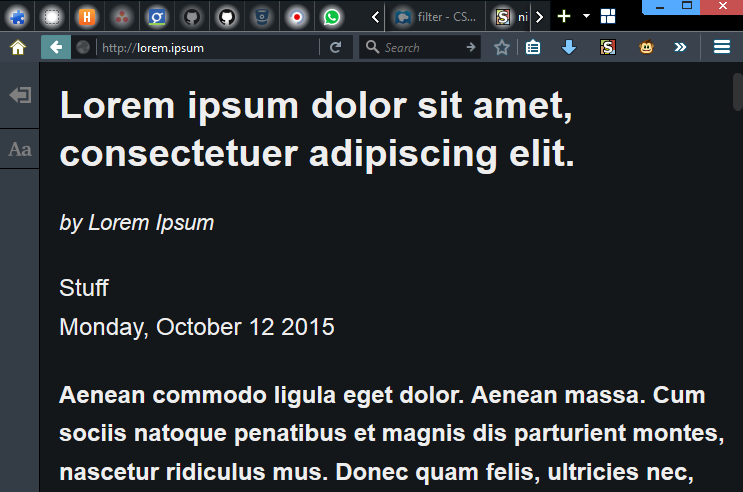 filter - CS...
ni
http://lorem.ipsum
Search
Lorem ipsum dolor sit amet,
consectetuer adipiscing elit.
Aa
by Lorem Ipsum
Stuff
Monday, October 12 2015
Aenean commodo ligula eget dolor. Aenean massa. Cum
sociis natoque penatibus et magnis dis parturient montes,
nascetur ridiculus mus. Donec quam felis, ultricies nec,